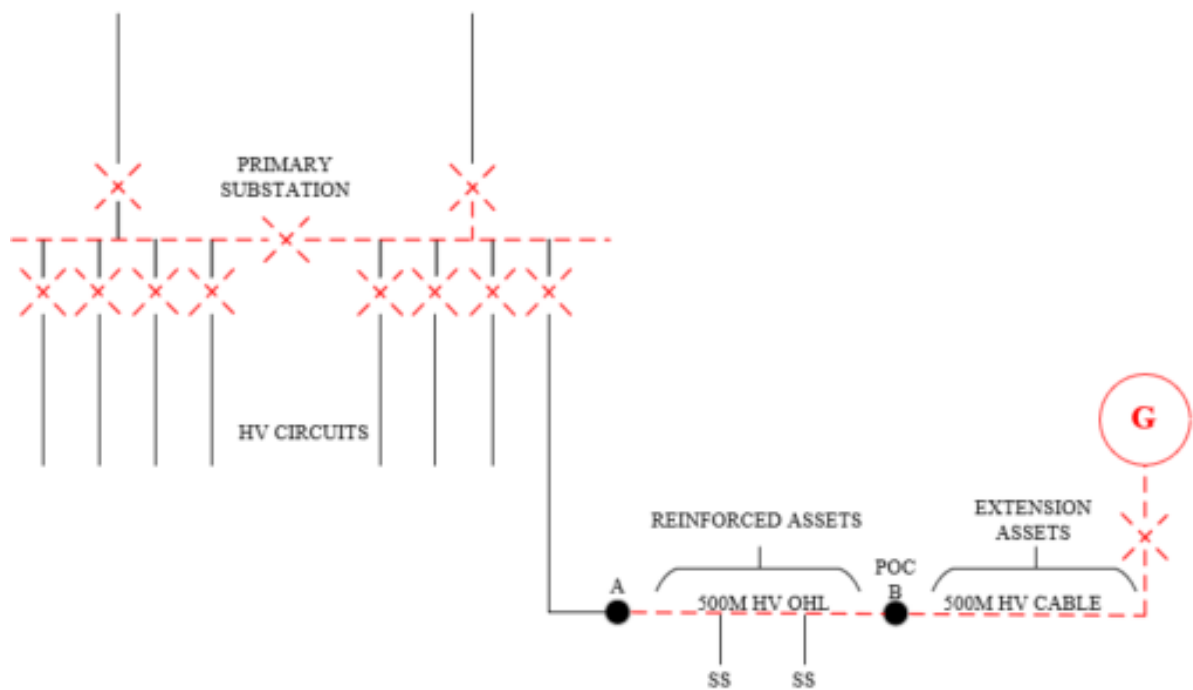 PRIMARY
SUBSTATION
HV CIRCUITS
G
REINFORCED ASSETS
EXTENSION
ASSETS
A
POC
B
500M HV OHL
500M HV CABLE
SS
SS